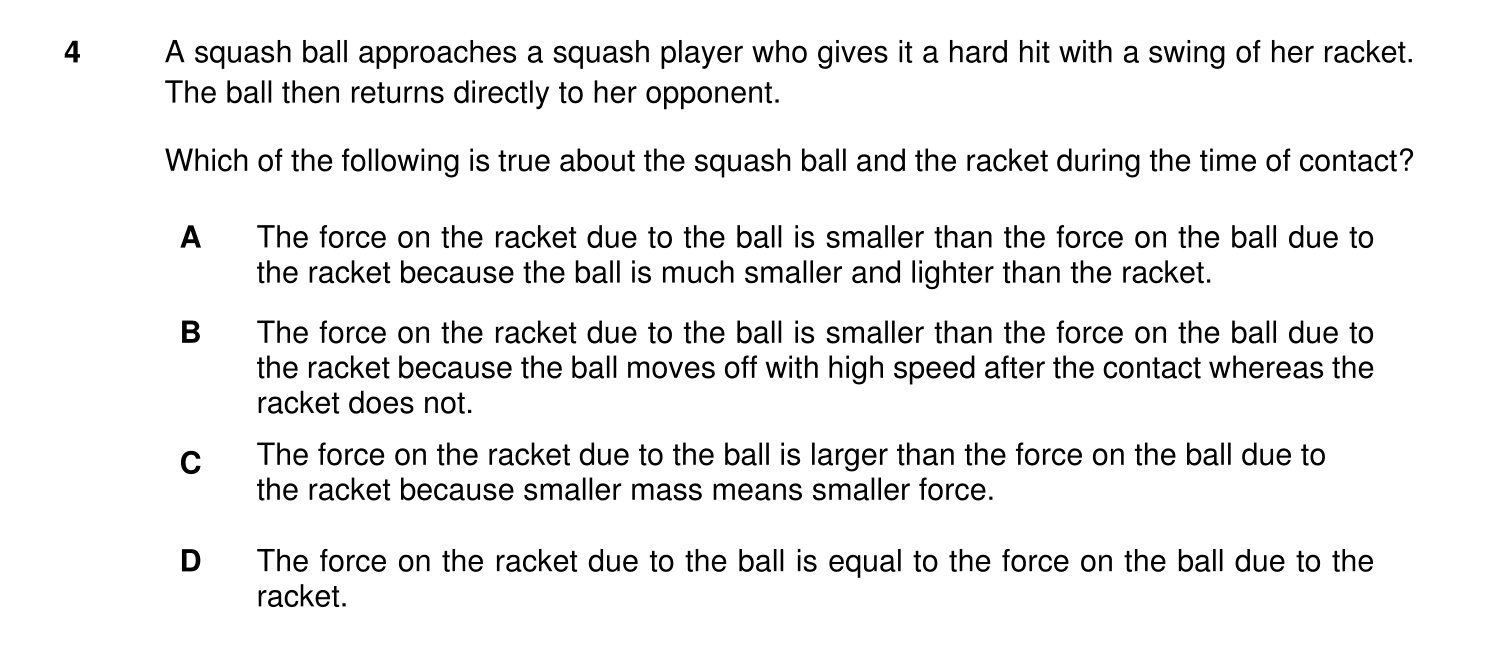 4 A squash ball approaches a squash player who gives it a hard hit with a swing of her racket.
The ball then returns directly to her opponent.
Which of the following is true about the squash ball and the racket during the time of contact?
A The force on the racket due to the ball is smaller than the force on the ball due to
the racket because the ball is much smaller and lighter than the racket.
B The force on the racket due to the ball is smaller than the force on the ball due to
the racket because the ball moves off with high speed after the contact whereas the
racket does not.
C The force on the racket due to the ball is larger than the force on the ball due to
the racket because smaller mass means smaller force.
D The force on the racket due to the ball is equal to the force on the ball due to the
racket.